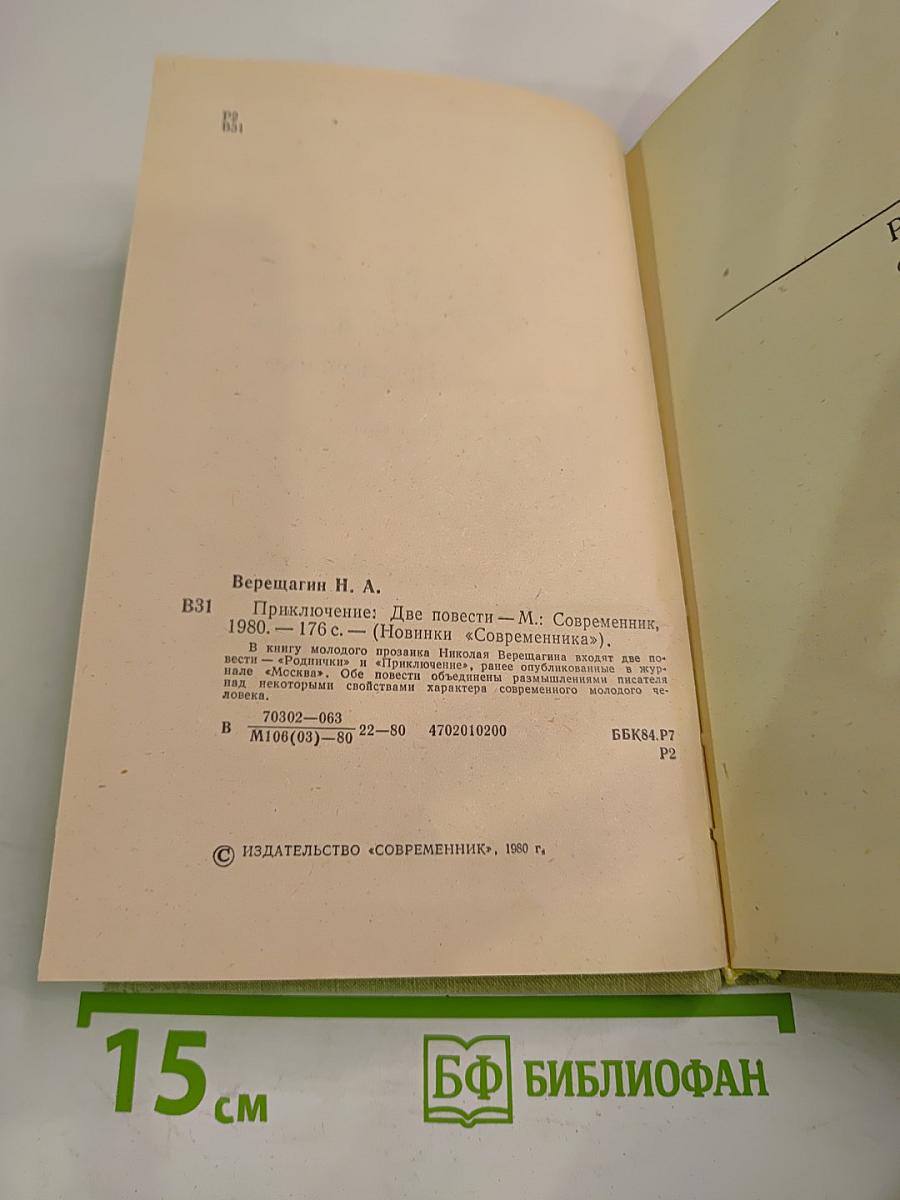 Р2
В31
Верещагин Н. А.
В31 Приключение: Две повести — М.: Современник,
1980. — 176 с. — (Новинки «Современника»).
В книгу молодого прозаика Николая Верещагина входят две по-
вести — «Роднички» и «Приключение», ранее опубликованные в жур-
нале «Москва». Обе повести объединены размышлениями писателя
над некоторыми свойствами характера современного молодого че-
ловека.
В 70302—063
М106(03)—80 22—80 4702010200 ББК84.Р7
Р2
© ИЗДАТЕЛЬСТВО «СОВРЕМЕННИК», 1980 г.
15 см БФ БИБЛИОФАН